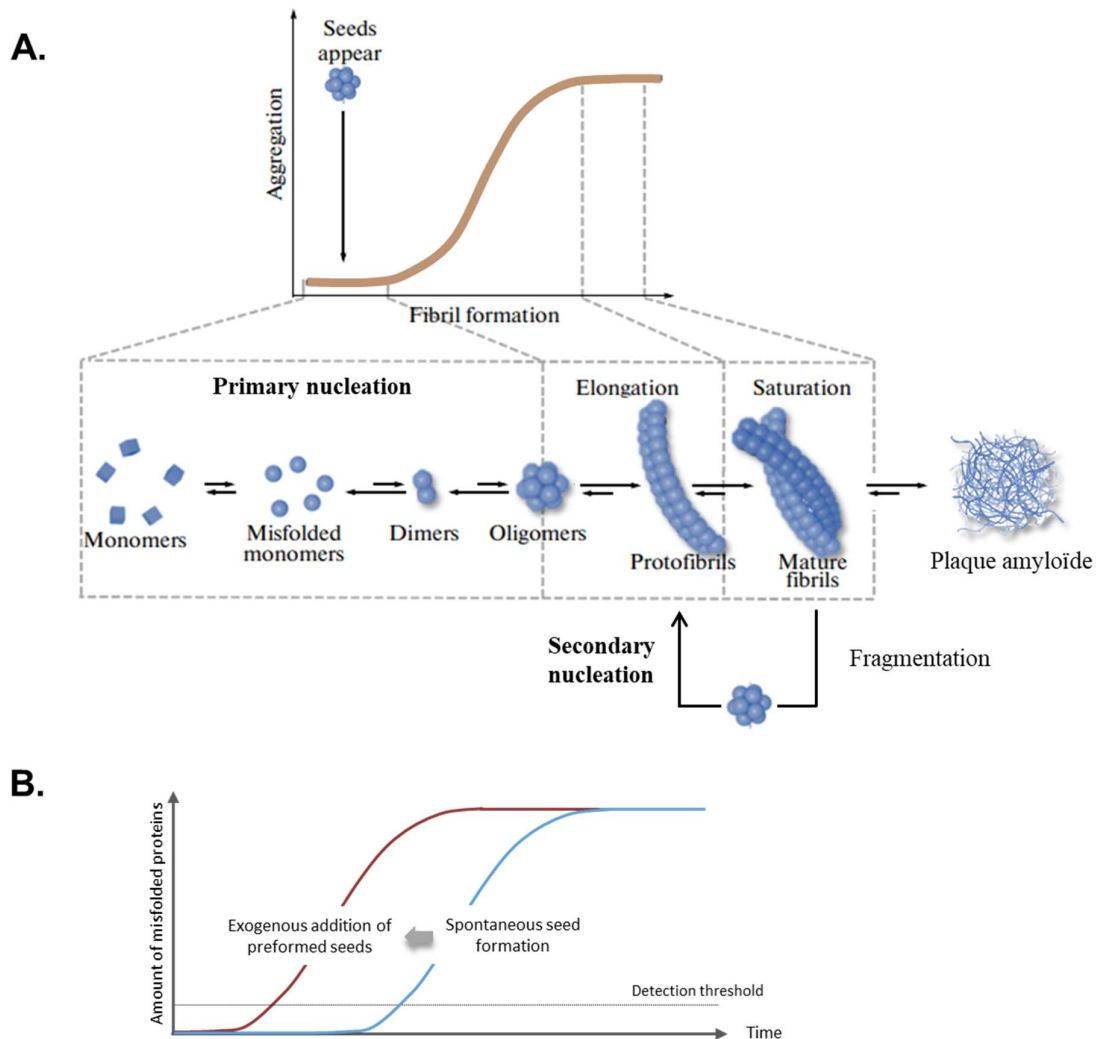 A.
Seeds
appear
Aggregation
Fibril formation
Primary nucleation
Elongation
Saturation
Monomers
Misfolded
monomers
Dimers
Oligomers
Protofibrils
Mature
fibrils
Plaque amyloïde
Secondary
nucleation
Fragmentation
B.
Amount of misfolded proteins
Exogenous addition of
preformed seeds
Spontaneous seed
formation
Detection threshold
Time